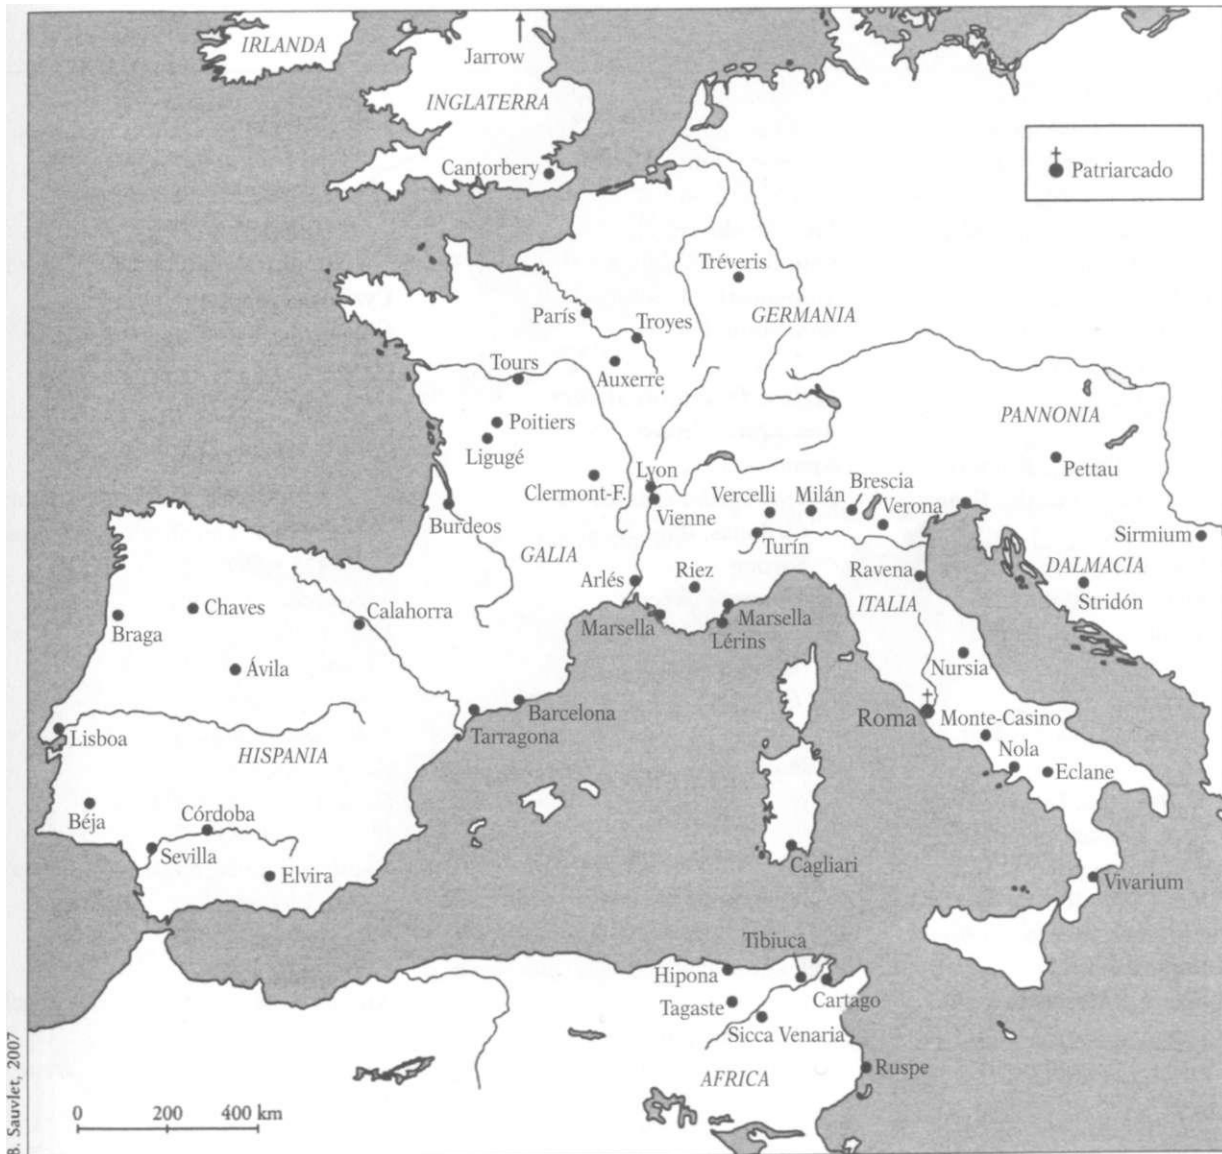 IRLANDA
Jarrow
INGLATERRA
Cantorbery
Patriarcado
Tréveris
GERMANIA
París
Troyes
Tours
Auxerre
Poitiers
Ligugé
PANNONIA
Pettau
Clermont-F.
Lyon
Vienne
Vercelli
Milán
Brescia
Verona
Burdeos
GALIA
Turín
Sirmium
Arlés
Riez
Ravena
DALMACIA
Stridón
ITALIA
Chaves
Braga
Calahorra
Marsella
Marsella
Lérins
Ávila
Nursia
Barcelona
Tarragona
Roma
Monte-Casino
Lisboa
HISPANIA
Nola
Eclane
Béja
Córdoba
Sevilla
Elvira
Cagliari
Vivarium
Tibiuca
Hipona
Cartago
Tagaste
Sicca Venaria
AFRICA
Ruspe
0 200 400 km
B. Sauvlet, 2007